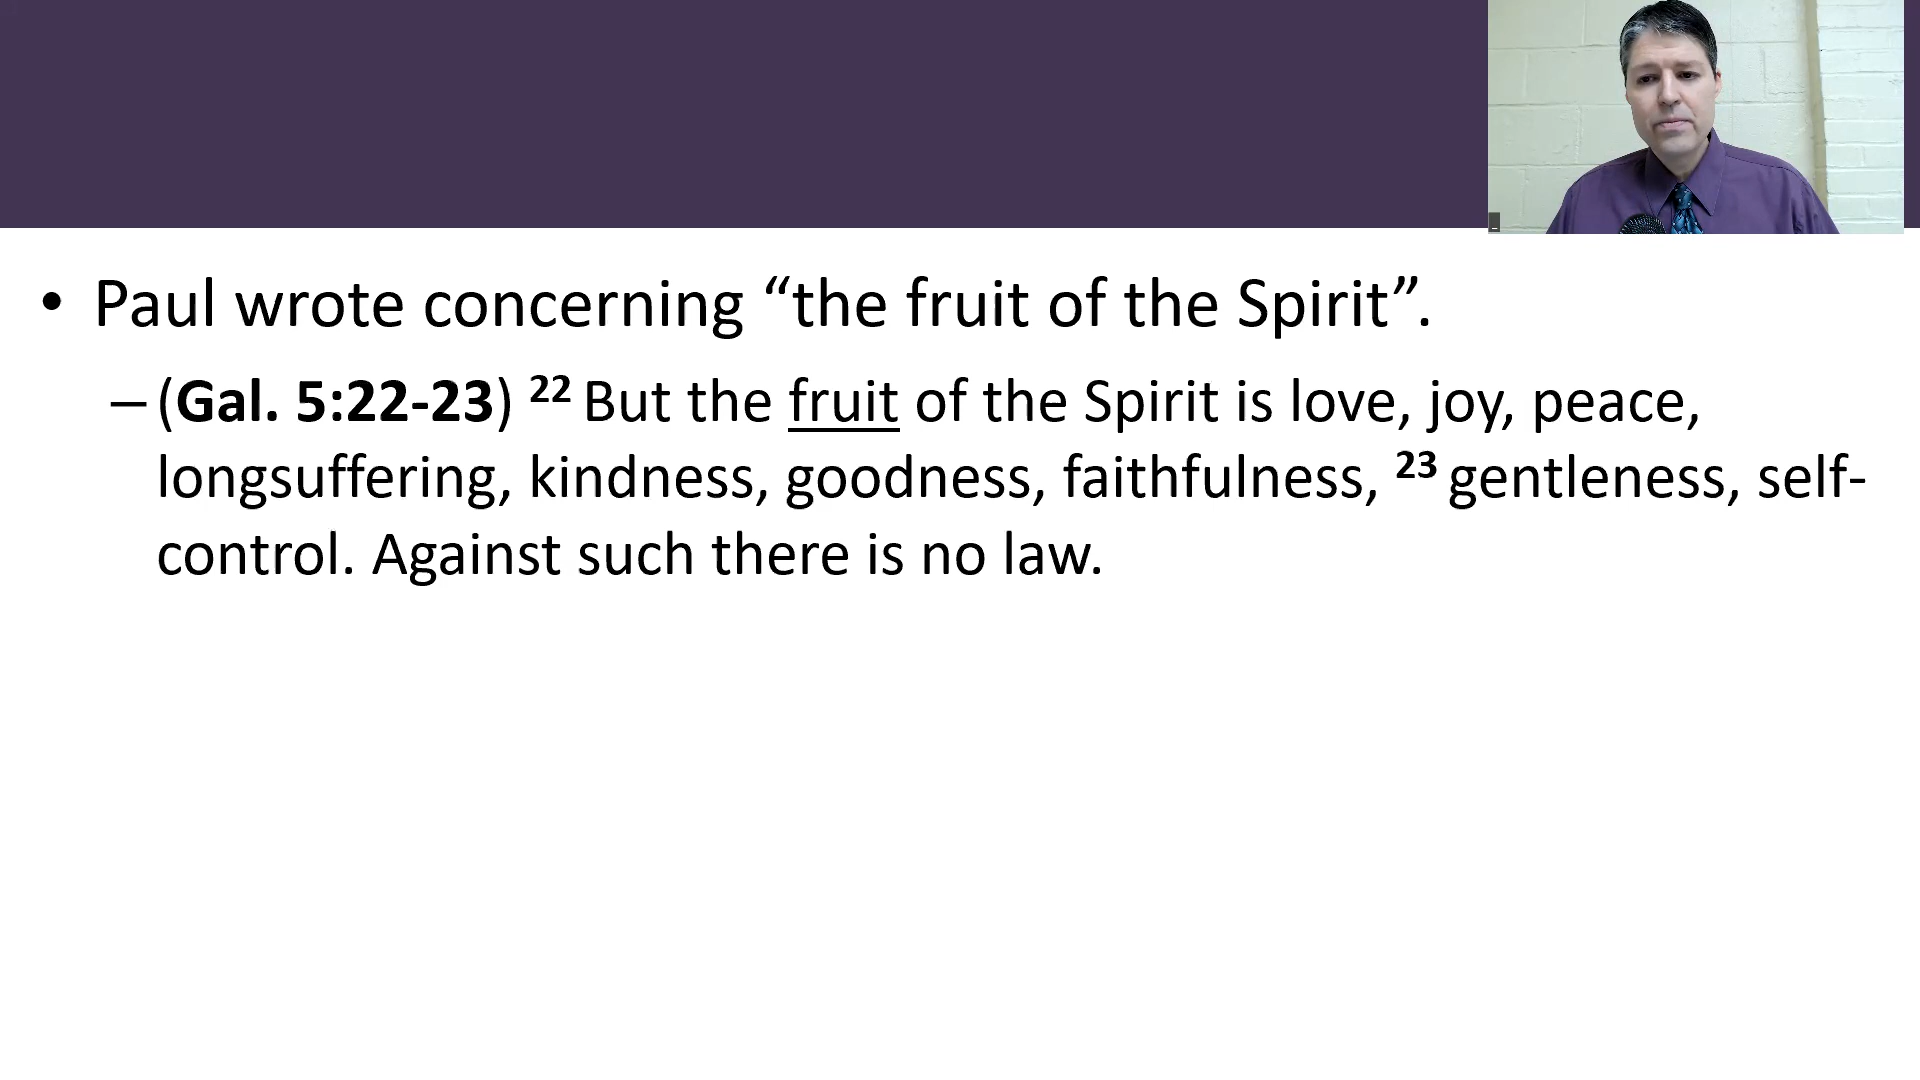 • Paul wrote concerning “the fruit of the Spirit”.
– (Gal. 5:22-23) 22 But the fruit of the Spirit is love, joy, peace,
longsuffering, kindness, goodness, faithfulness, 23 gentleness, self-
control. Against such there is no law.